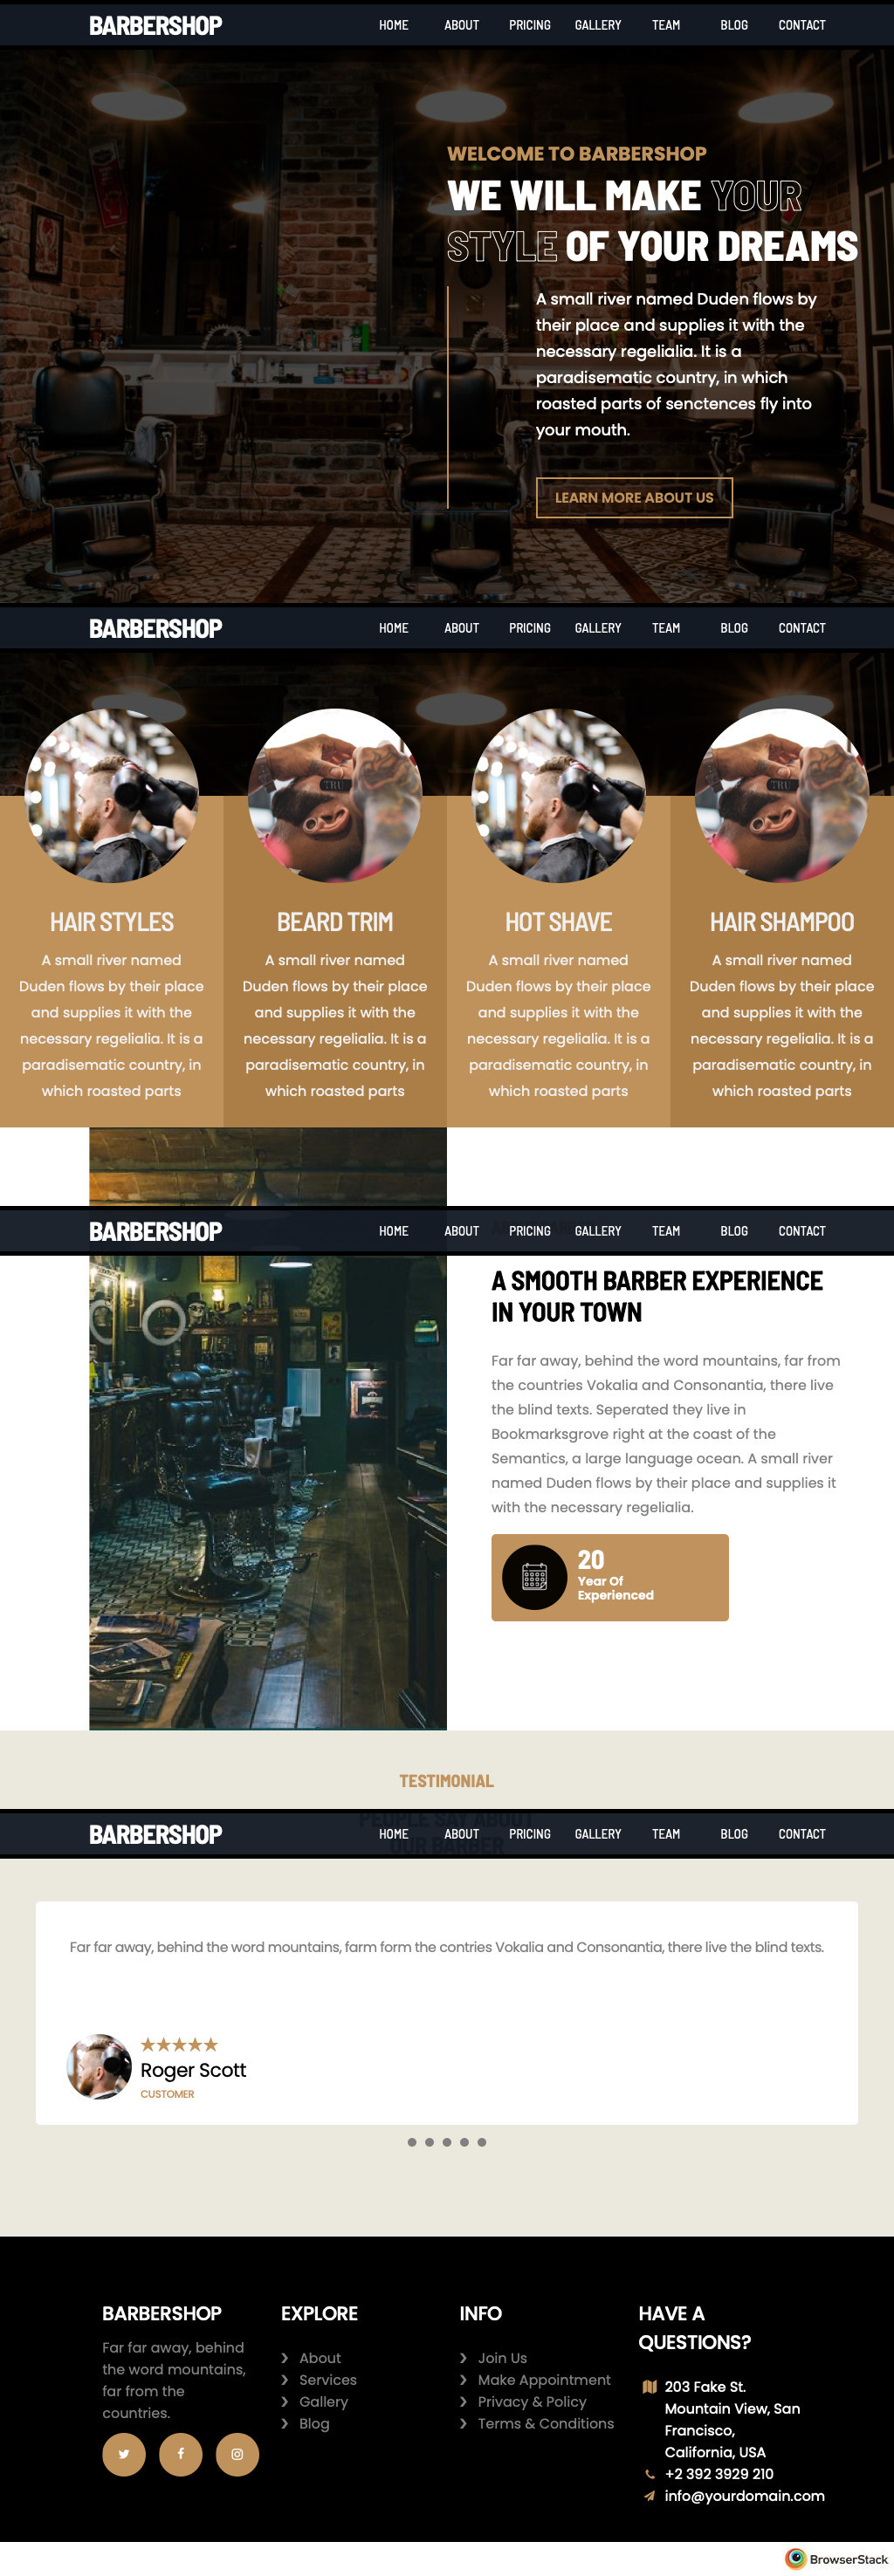 BARBERSHOP
HOME ABOUT PRICING GALLERY TEAM BLOG CONTACT
WELCOME TO BARBERSHOP
WE WILL MAKE YOUR
STYLE OF YOUR DREAMS
A small river named Duden flows by
their place and supplies it with the
necessary regelialia. It is a
paradisematic country, in which
roasted parts of senctences fly into
your mouth.
LEARN MORE ABOUT US
BARBERSHOP
HOME ABOUT PRICING GALLERY TEAM BLOG CONTACT
HAIR STYLES
A small river named
Duden flows by their place
and supplies it with the
necessary regelialia. It is a
paradisematic country, in
which roasted parts
BEARD TRIM
A small river named
Duden flows by their place
and supplies it with the
necessary regelialia. It is a
paradisematic country, in
which roasted parts
HOT SHAVE
A small river named
Duden flows by their place
and supplies it with the
necessary regelialia. It is a
paradisematic country, in
which roasted parts
HAIR SHAMPOO
A small river named
Duden flows by their place
and supplies it with the
necessary regelialia. It is a
paradisematic country, in
which roasted parts
BARBERSHOP
HOME ABOUT PRICING GALLERY TEAM BLOG CONTACT
A SMOOTH BARBER EXPERIENCE
IN YOUR TOWN
Far far away, behind the word mountains, far from
the countries Vokalia and Consonantia, there live
the blind texts. Seperated they live in
Bookmarksgrove right at the coast of the
Semantics, a large language ocean. A small river
named Duden flows by their place and supplies it
with the necessary regelialia.
20
Year Of
Experienced
TESTIMONIAL
PEOPLE SAY ABOUT
OUR BARBER
BARBERSHOP
HOME ABOUT PRICING GALLERY TEAM BLOG CONTACT
Far far away, behind the word mountains, farm form the contries Vokalia and Consonantia, there live the blind texts.
Roger Scott
CUSTOMER
BARBERSHOP
Far far away, behind
the word mountains,
far from the
countries.
EXPLORE
About
Services
Gallery
Blog
INFO
Join Us
Make Appointment
Privacy & Policy
Terms & Conditions
HAVE A
QUESTIONS?
203 Fake St.
Mountain View, San
Francisco,
California, USA
+2 392 3929 210
info@yourdomain.com
BrowserStack